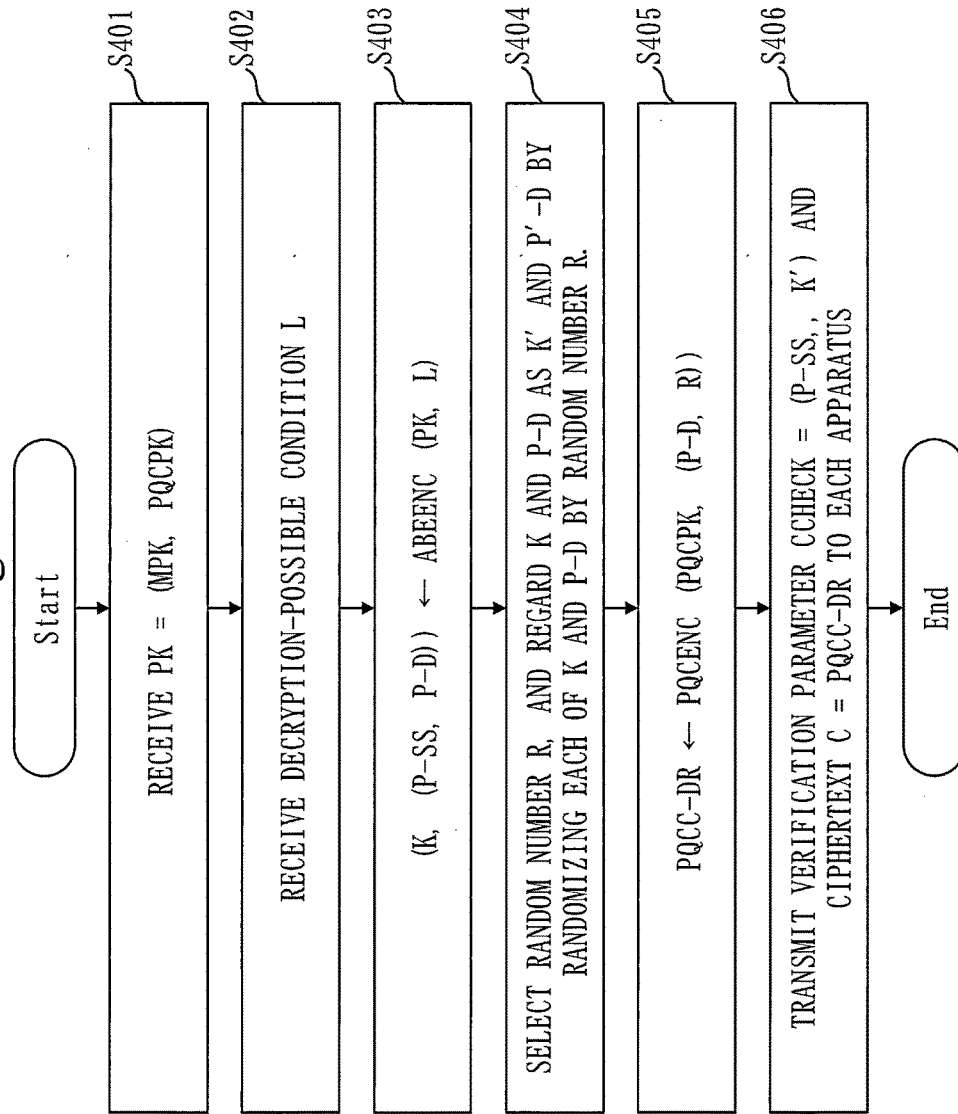 Start
S401
RECEIVE PK = (MPK, PQCPK)
S402
RECEIVE DECRYPTION-POSSIBLE CONDITION L
S403
(K, (P-SS, P-D)) ← ABEENC (PK, L)
S404
SELECT RANDOM NUMBER R, AND REGARD K AND P-D AS K' AND P'-D BY
RANDOMIZING EACH OF K AND P-D BY RANDOM NUMBER R.
S405
PQCC-DR ← PQCENC (PQCPK, (P-D, R))
S406
TRANSMIT VERIFICATION PARAMETER CCHECK = (P-SS,, K') AND
CIPHERTEXT C = PQCC-DR TO EACH APPARATUS
End